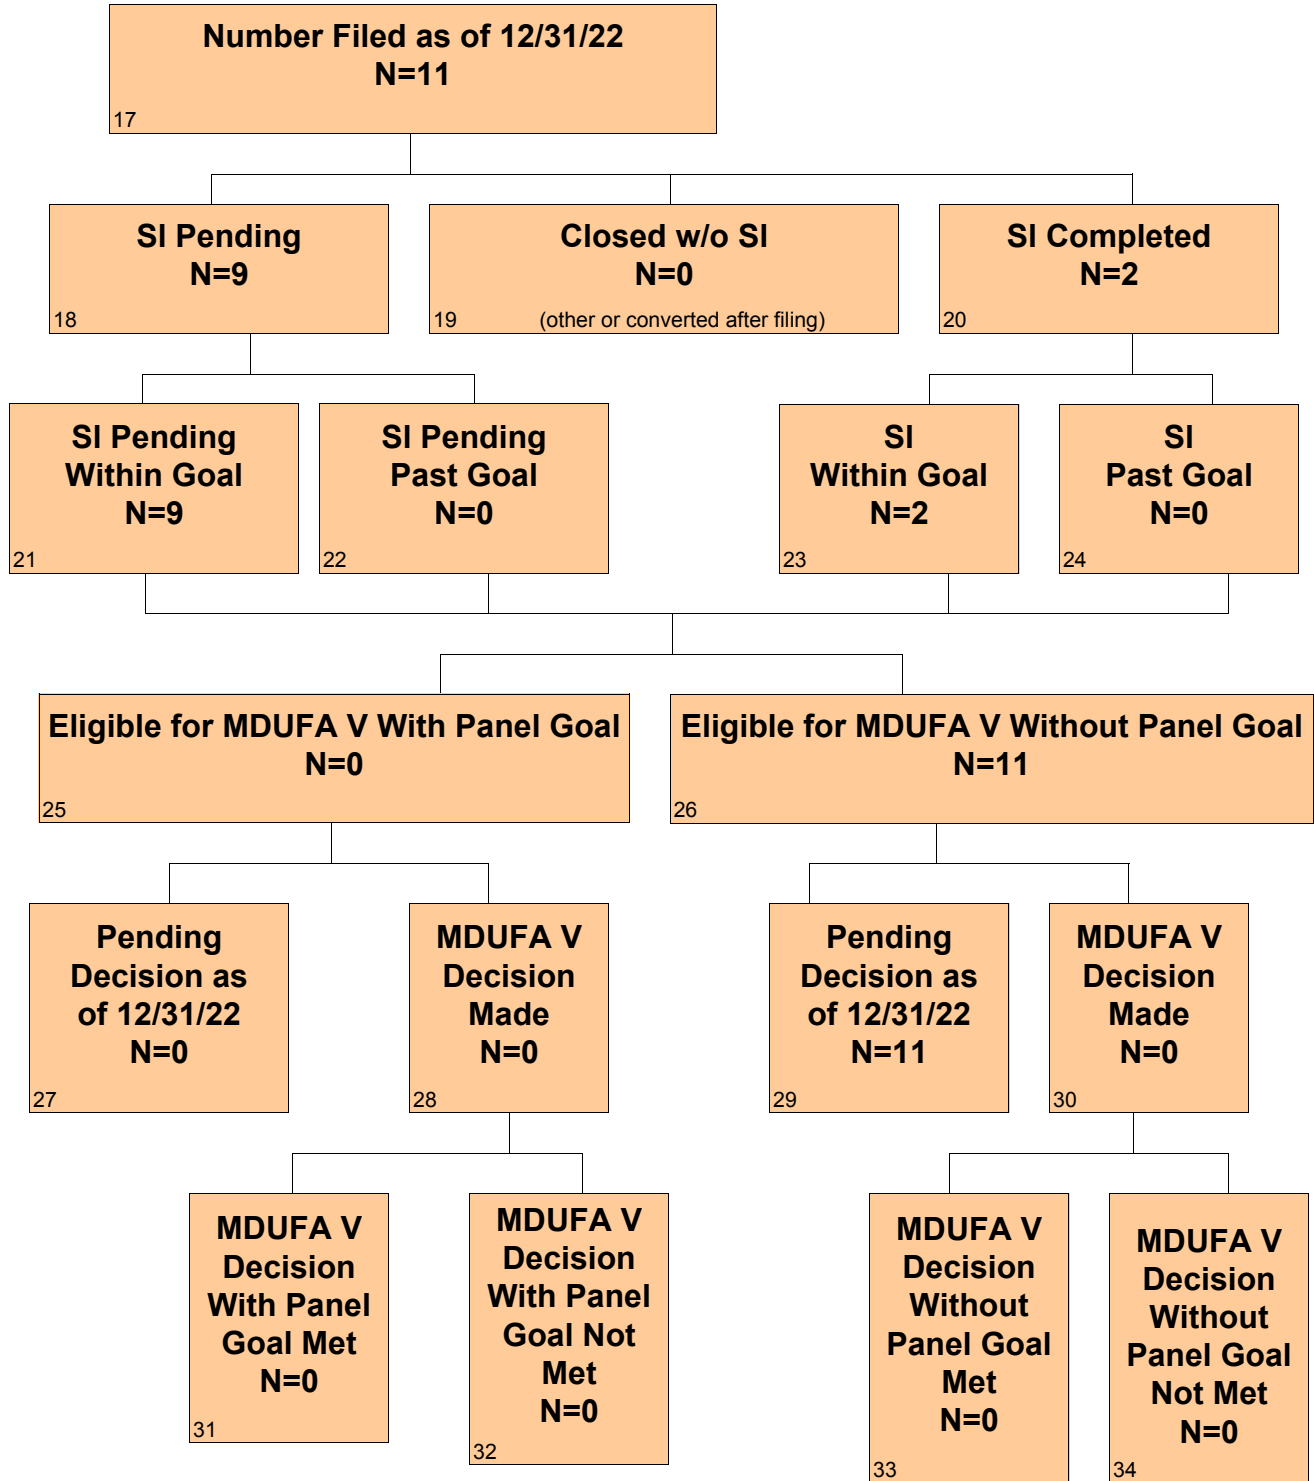 Number Filed as of 12/31/22
N=11
17
SI Pending
N=9
18
Closed w/o SI
N=0
19 (other or converted after filing)
SI Completed
N=2
20
SI Pending
Within Goal
N=9
21
SI Pending
Past Goal
N=0
22
SI
Within Goal
N=2
23
SI
Past Goal
N=0
24
Eligible for MDUFA V With Panel Goal
N=0
25
Eligible for MDUFA V Without Panel Goal
N=11
26
Pending
Decision as
of 12/31/22
N=0
27
MDUFA V
Decision
Made
N=0
28
Pending
Decision as
of 12/31/22
N=11
29
MDUFA V
Decision
Made
N=0
30
MDUFA V
Decision
With Panel
Goal Met
N=0
31
MDUFA V
Decision
With Panel
Goal Not
Met
N=0
32
MDUFA V
Decision
Without
Panel Goal
Met
N=0
33
MDUFA V
Decision
Without
Panel Goal
Not Met
N=0
34